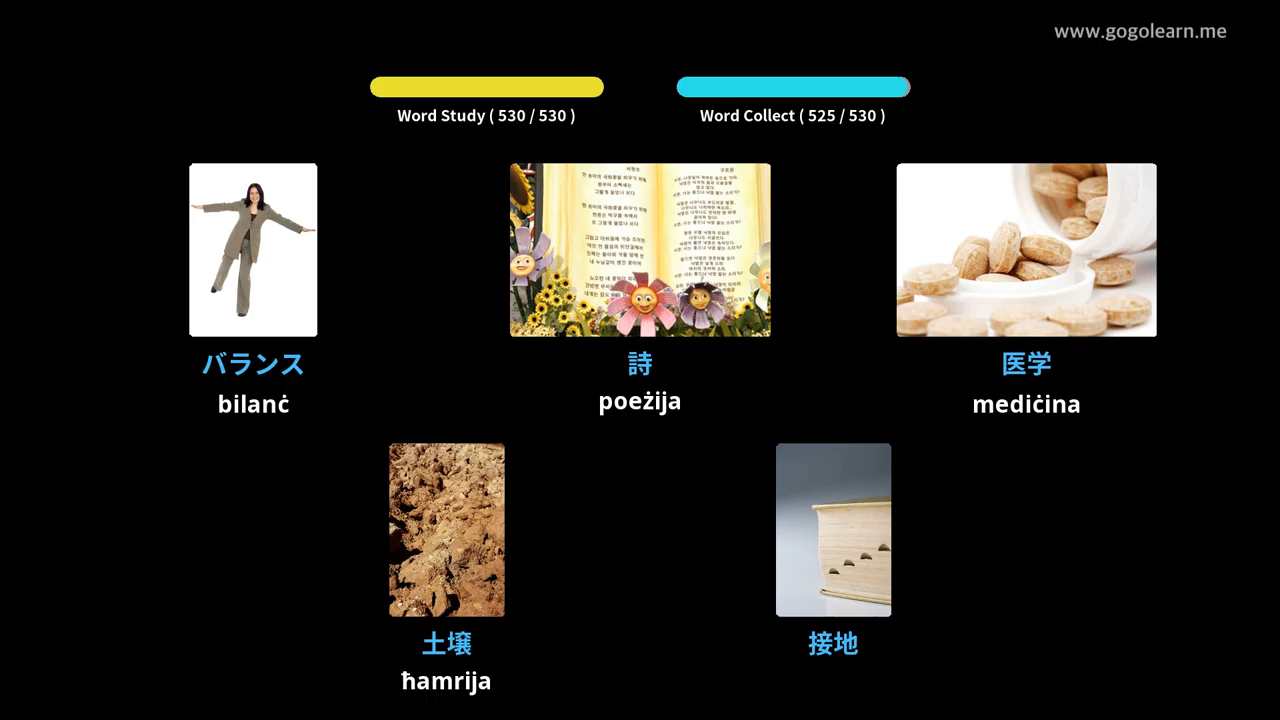 www.gogolearn.me
Word Study ( 530 / 530 )
Word Collect ( 525 / 530 )
バランス
bilanċ
詩
poeżija
医学
mediċina
土壌
ħamrija
接地